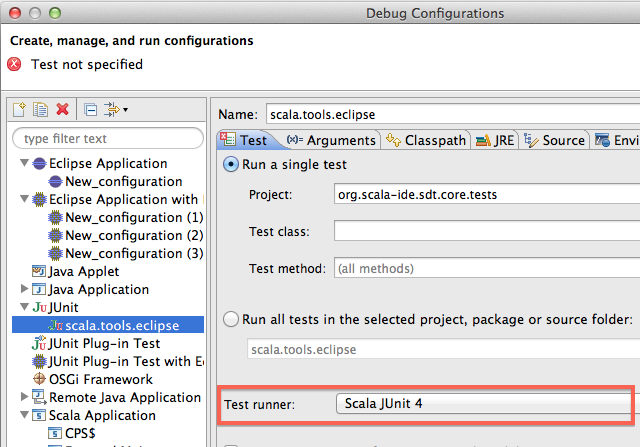 Debug Configurations
Create, manage, and run configurations
Test not specified
type filter text
Eclipse Application
New_configuration
Eclipse Application with
New_configuration (1)
New_configuration (2)
New_configuration (3)
Java Applet
Java Application
JUnit
scala.tools.eclipse
JUnit Plug-in Test
JUnit Plug-in Test with Ec
OSGi Framework
Remote Java Application
Scala Application
CPS$
Name: scala.tools.eclipse
Test (x)= Arguments Classpath JRE Source Envi
Run a single test
Project: org.scala-ide.sdt.core.tests
Test class:
Test method: (all methods)
Run all tests in the selected project, package or source folder:
scala.tools.eclipse
Test runner: Scala JUnit 4